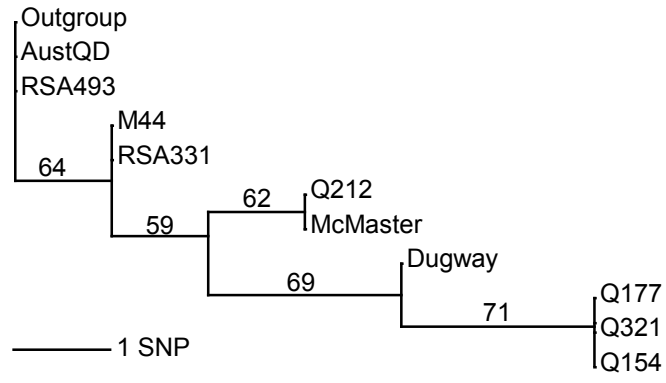 Outgroup
AustQD
RSA493
M44
RSA331
64
62
Q212
McMaster
59
Dugway
69
Q177
71
Q321
1 SNP
Q154